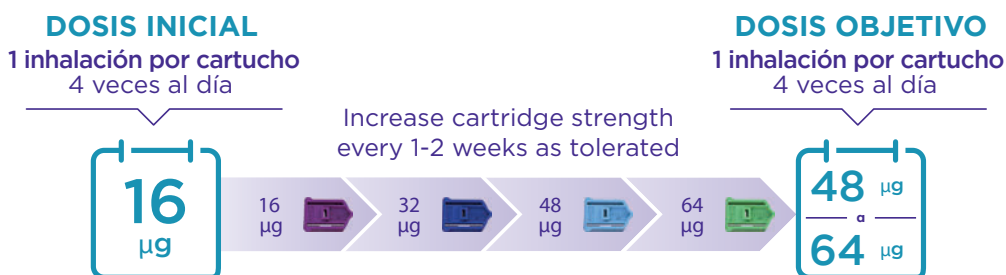 DOSIS INICIAL
1 inhalación por cartucho
4 veces al día
16
µg
Increase cartridge strength
every 1-2 weeks as tolerated
16
µg
32
µg
48
µg
64
µg
DOSIS OBJETIVO
1 inhalación por cartucho
4 veces al día
48 µg
a
64 µg